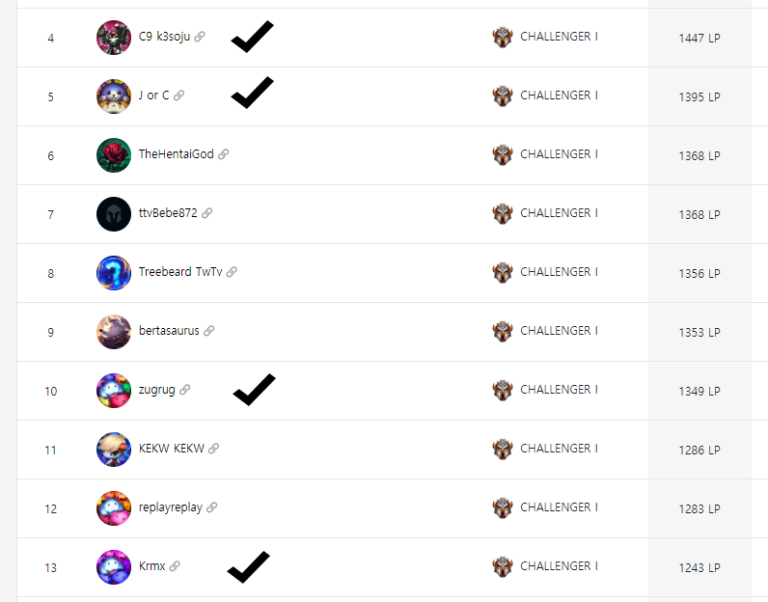 4 C9 k3soju CHALLENGER I 1447 LP
5 J or C CHALLENGER I 1395 LP
6 TheHentaiGod CHALLENGER I 1368 LP
7 ttvBebe872 CHALLENGER I 1368 LP
8 Treebeard TwTv CHALLENGER I 1356 LP
9 bertasaurus CHALLENGER I 1353 LP
10 zugrug CHALLENGER I 1349 LP
11 KEKW KEKW CHALLENGER I 1286 LP
12 replayreplay CHALLENGER I 1283 LP
13 Krmx CHALLENGER I 1243 LP